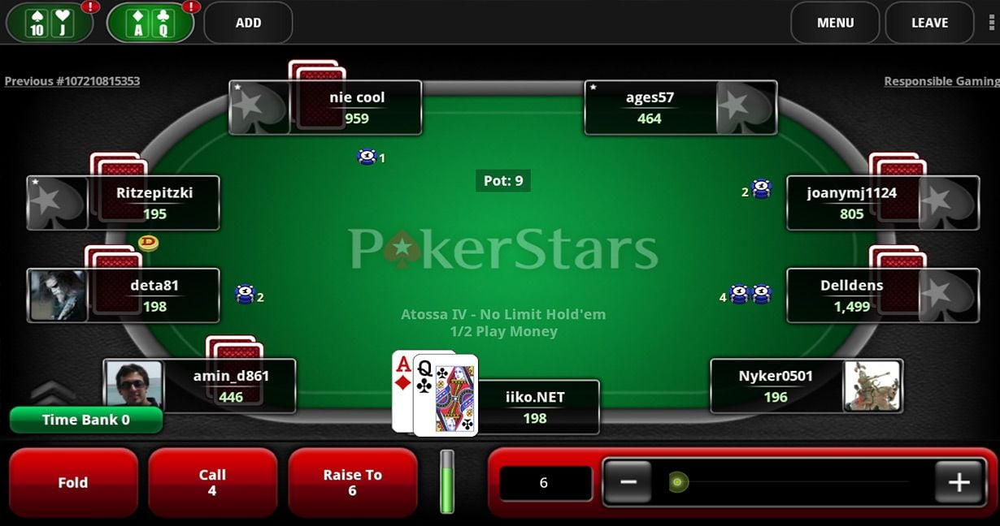 10 J
!
A Q
!
ADD
MENU
LEAVE
Previous #107210815353
Responsible Gaming
nie cool
959
ages57
464
1
Pot: 9
Ritzepitzki
195
2
joanymj1124
805
D
PokerStars
deta81
198
2
4
Delldens
1,499
Atossa IV - No Limit Hold'em
1/2 Play Money
amin_d861
446
A
Q
iiko.NET
198
Nyker0501
196
Time Bank 0
Fold
Call
4
Raise To
6
6